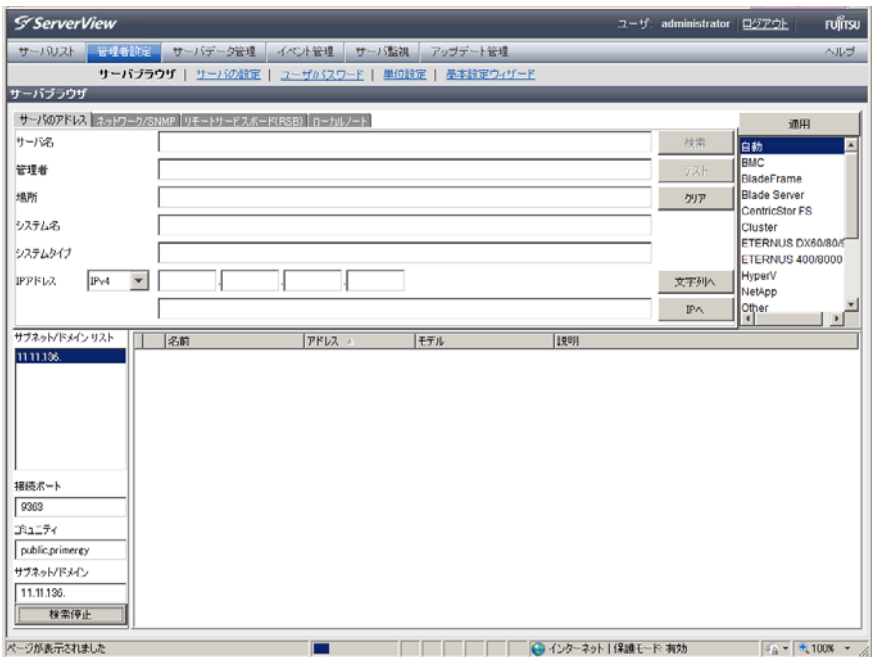 ServerView ユーザ: administrator ログアウト FUJITSU
サーバリスト 管理者設定 サーバデータ管理 イベント管理 サーバ監視 アップデート管理 ヘルプ
サーバブラウザ | サーバの設定 | ユーザ/パスワード | 単位設定 | 基本設定ウィザード
サーバブラウザ
サーバのアドレス ネットワーク/SNMP リモートサービスボード(RSB) ローカルノート
適用
サーバ名 検索
管理者 テスト
場所 クリア
システム名
システムタイプ
IPアドレス IPv4 . . . 文字列へ
IPへ
自動
BMC
BladeFrame
Blade Server
CentricStor FS
Cluster
ETERNUS DX60/80/9
ETERNUS 400/8000
HyperV
NetApp
Other
サブネット/ドメイン リスト
名前 アドレス モデル 説明
11.11.136.
接続ポート
9363
コミュニティ
public,primergy
サブネット/ドメイン
11.11.136.
検索停止
ページが表示されました インターネット | 保護モード: 有効 100%